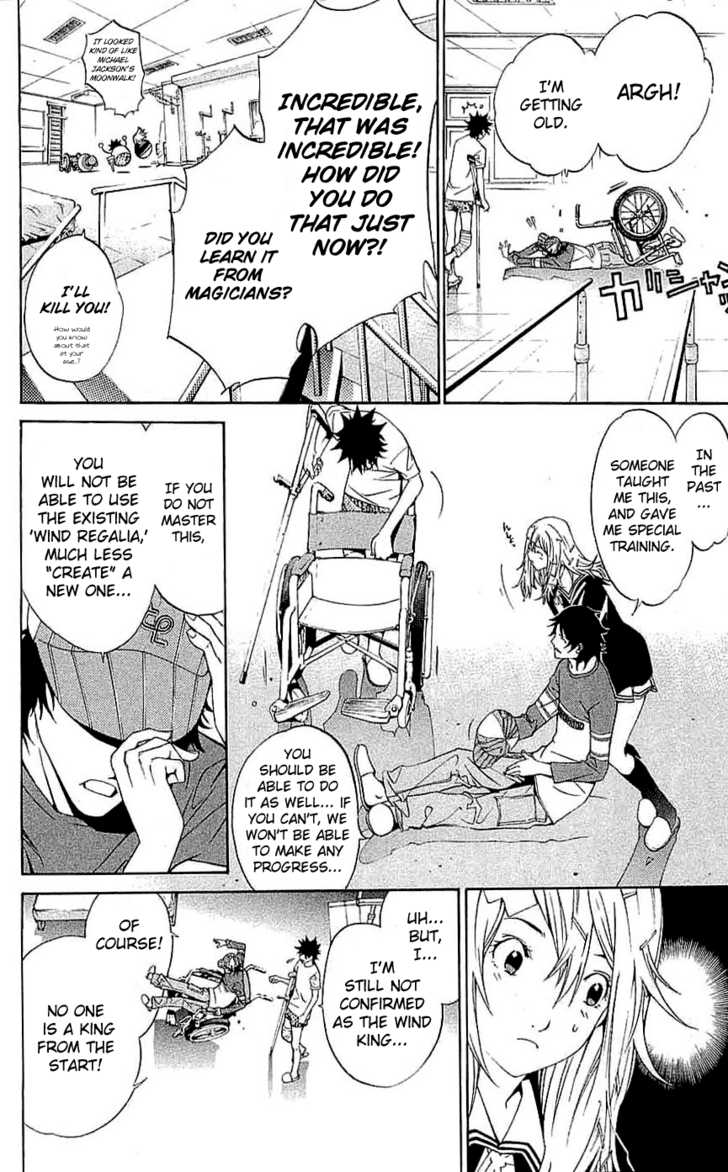 ARGH!
I'M
GETTING
OLD.
ガシャン
INCREDIBLE,
THAT WAS
INCREDIBLE!
HOW DID
YOU DO
THAT JUST
NOW?!
DID YOU
LEARN IT
FROM
MAGICIANS?
IT LOOKED
KIND OF LIKE
MICHAEL
JACKSON'S
MOONWALK!
I'LL
KILL YOU!
How would
you know
about that
at your
age..?
IN
THE
PAST
...
SOMEONE
TAUGHT
ME THIS,
AND GAVE
ME SPECIAL
TRAINING.
YOU
SHOULD BE
ABLE TO DO
IT AS WELL... IF
YOU CAN'T, WE
WON'T BE ABLE
TO MAKE ANY
PROGRESS...
IF YOU
DO NOT
MASTER
THIS,
YOU
WILL NOT BE
ABLE TO USE
THE EXISTING
'WIND REGALIA,'
MUCH LESS
"CREATE" A
NEW ONE...
UH...
BUT,
I...
I'M
STILL NOT
CONFIRMED
AS THE WIND
KING...
OF
COURSE!
NO ONE
IS A KING
FROM THE
START!